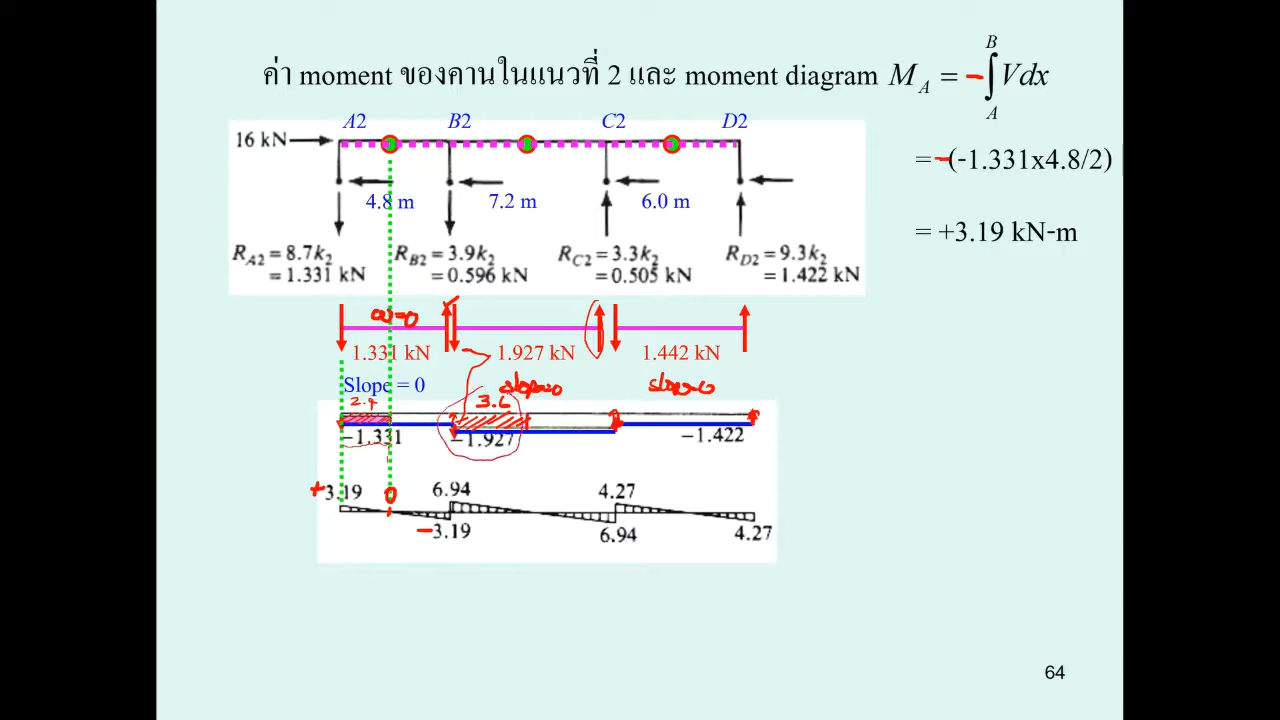 ค่า moment ของคานในแนวที่ 2 และ moment diagram M_A = -∫_A^B Vdx
= -(-1.331x4.8/2)
= +3.19 kN-m
A2 B2 C2 D2
16 kN
4.8 m 7.2 m 6.0 m
R_A2 = 8.7k_2 R_B2 = 3.9k_2 R_C2 = 3.3k_2 R_D2 = 9.3k_2
= 1.331 kN = 0.596 kN = 0.505 kN = 1.422 kN
ω=0
1.331 kN 1.927 kN 1.442 kN
Slope = 0 slope=0 slope=0
2.4 3.6
−1.331 −1.927 −1.422
+3.19 0 6.94 4.27
-3.19 6.94 4.27
64